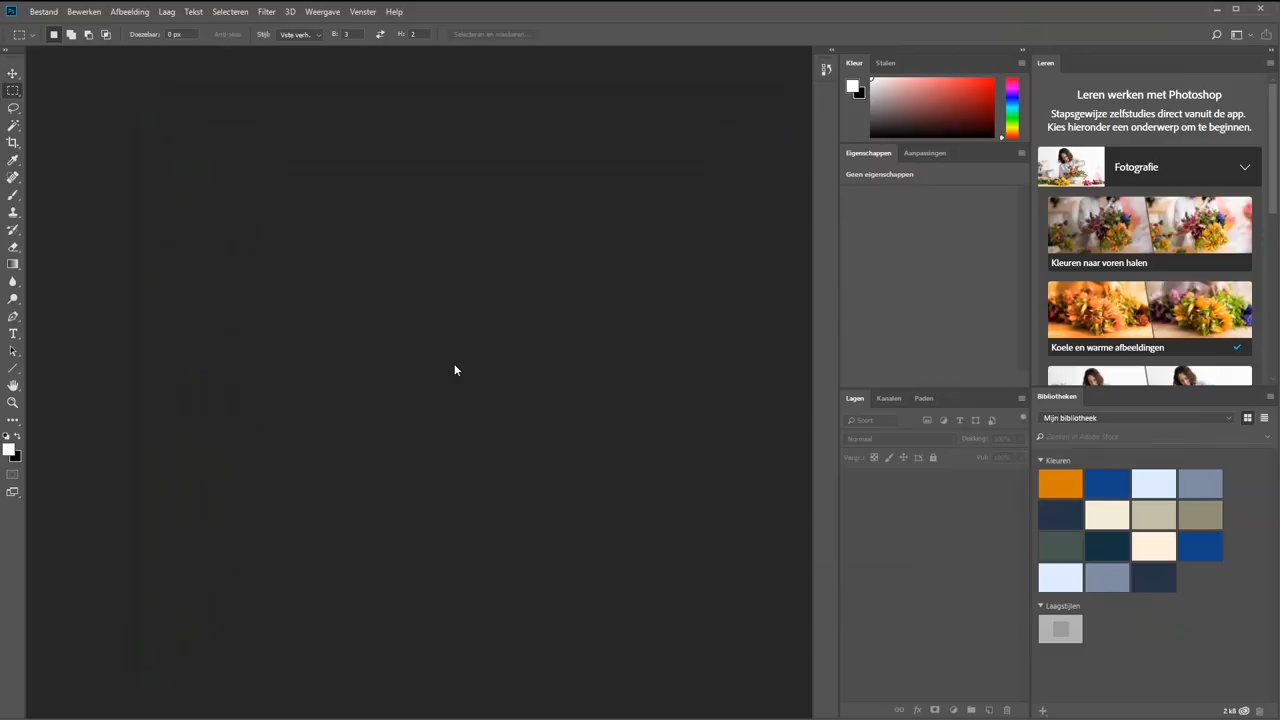 Ps Bestand Bewerken Afbeelding Laag Tekst Selecteren Filter 3D Weergave Venster Help
Doezelaar: 0 px Anti-alias Stijl: Vaste verh. B: 3 H: 2 Selecteren en maskeren...
Kleur Stalen
Eigenschappen Aanpassingen
Geen eigenschappen
Lagen Kanalen Paden
Soort
Normaal Dekking: 100%
Vergr.: Vul: 100%
Leren
Leren werken met Photoshop
Stapsgewijze zelfstudies direct vanuit de app.
Kies hieronder een onderwerp om te beginnen.
Fotografie
Kleuren naar voren halen
Koele en warme afbeeldingen
Bibliotheken
Mijn bibliotheek
Zoeken in Adobe Stock
Kleuren
Laagstijlen
2 kB